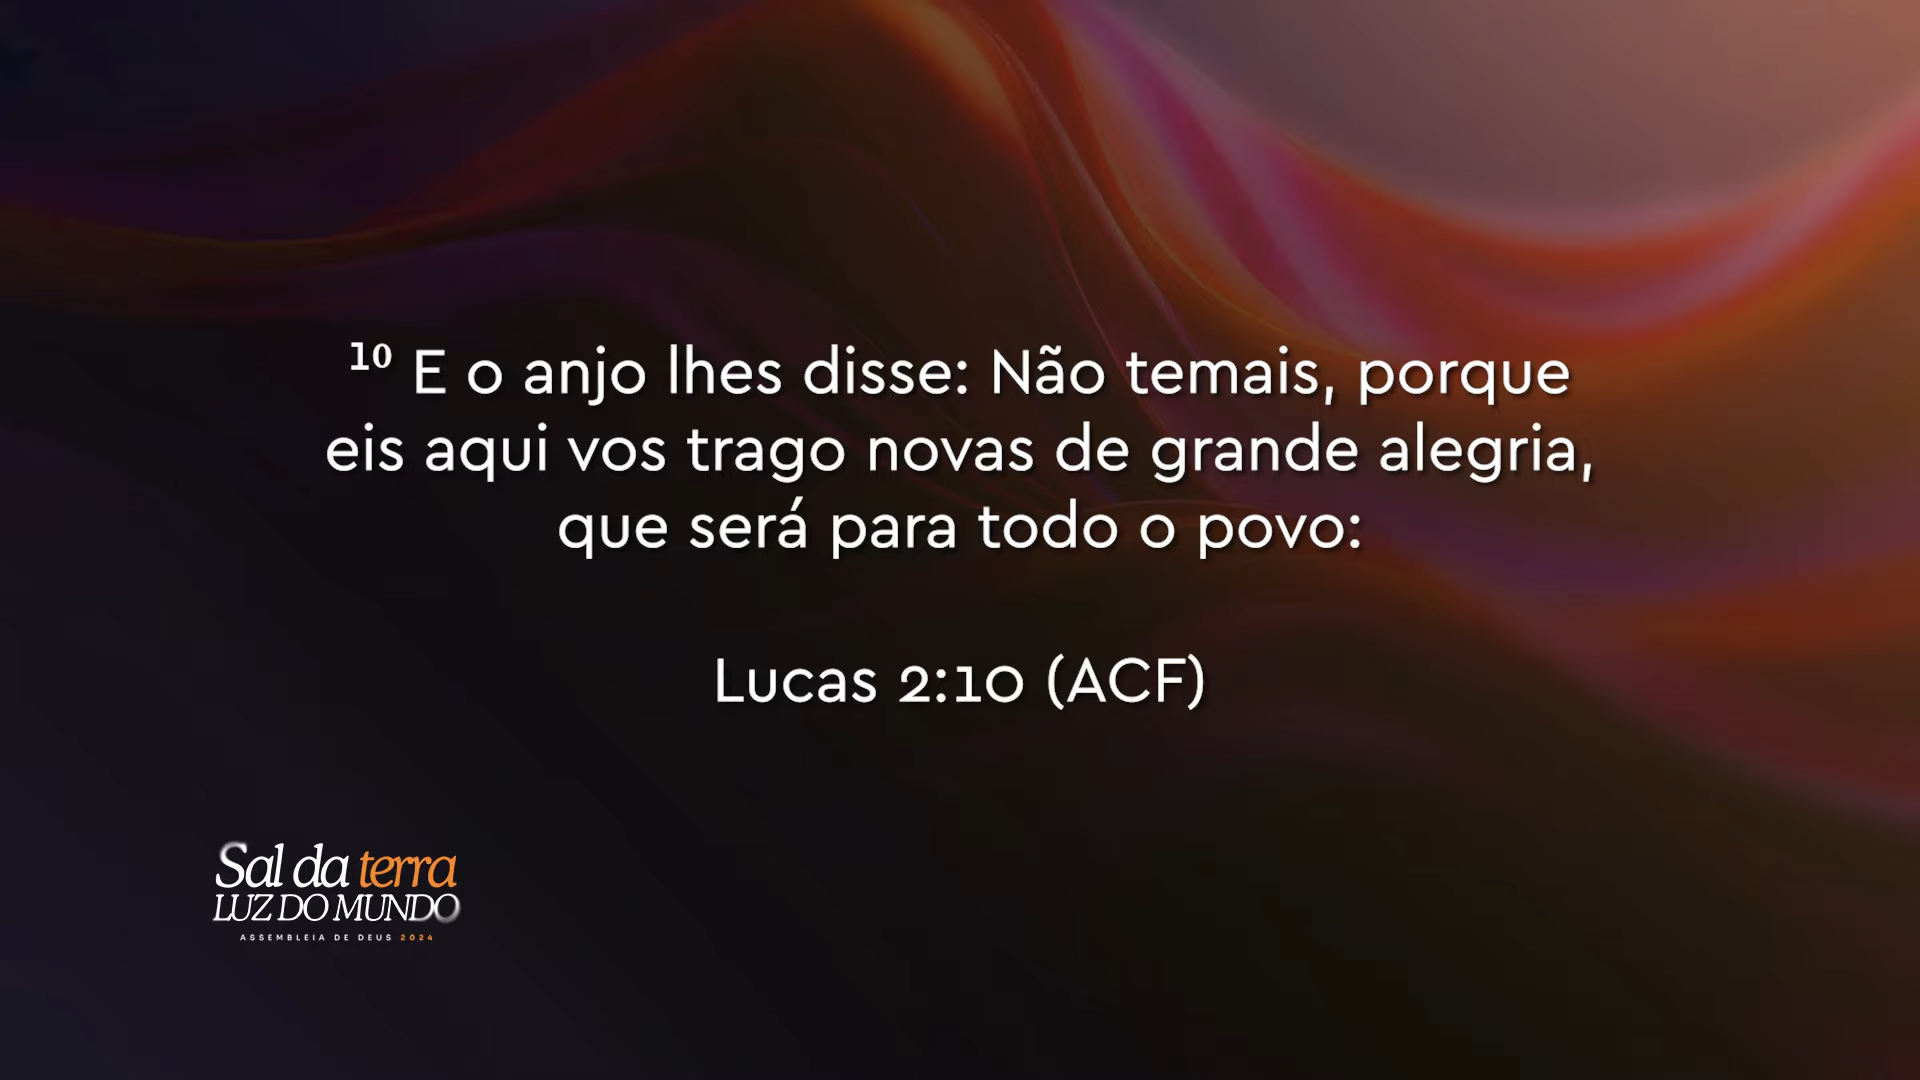 ¹⁰ E o anjo lhes disse: Não temais, porque
eis aqui vos trago novas de grande alegria,
que será para todo o povo:
Lucas 2:10 (ACF)
Sal da terra
LUZ DO MUNDO
ASSEMBLEIA DE DEUS 2024